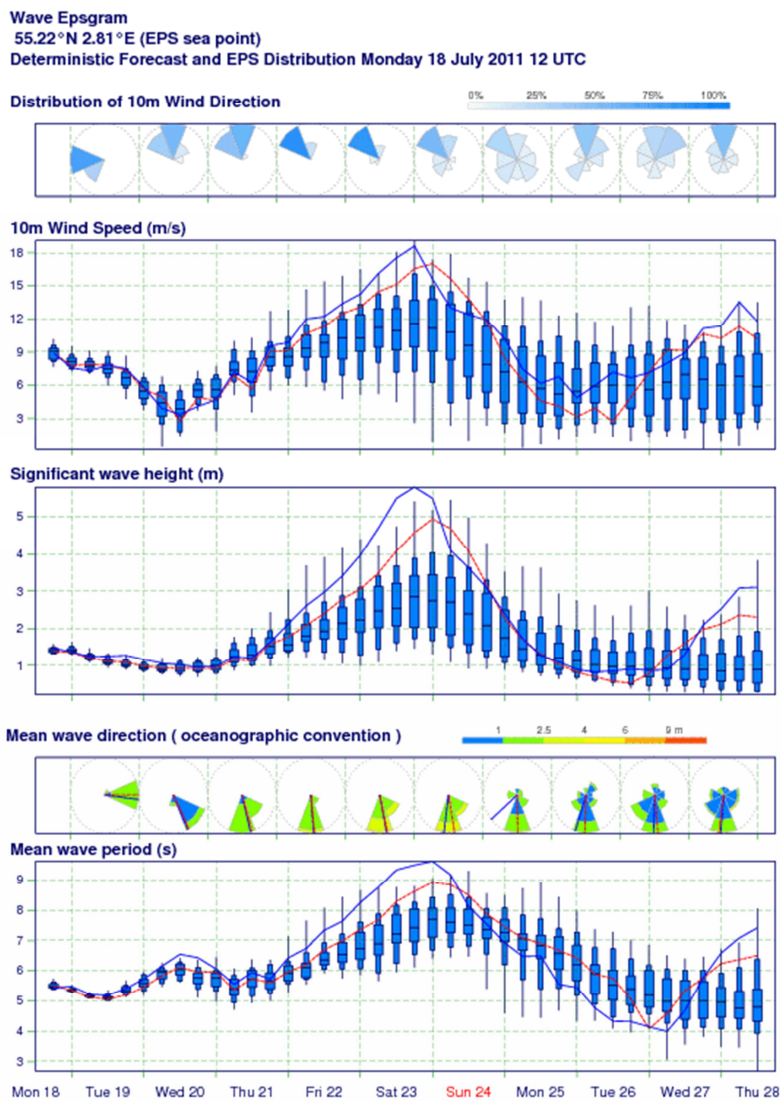 Wave Epsgram
55.22°N 2.81°E (EPS sea point)
Deterministic Forecast and EPS Distribution Monday 18 July 2011 12 UTC
Distribution of 10m Wind Direction
0% 25% 50% 75% 100%
10m Wind Speed (m/s)
18
15
12
9
6
3
Significant wave height (m)
5
4
3
2
1
Mean wave direction ( oceanographic convention )
1 2.5 4 6 9 m
Mean wave period (s)
9
8
7
6
5
4
3
Mon 18 Tue 19 Wed 20 Thu 21 Fri 22 Sat 23 Sun 24 Mon 25 Tue 26 Wed 27 Thu 28